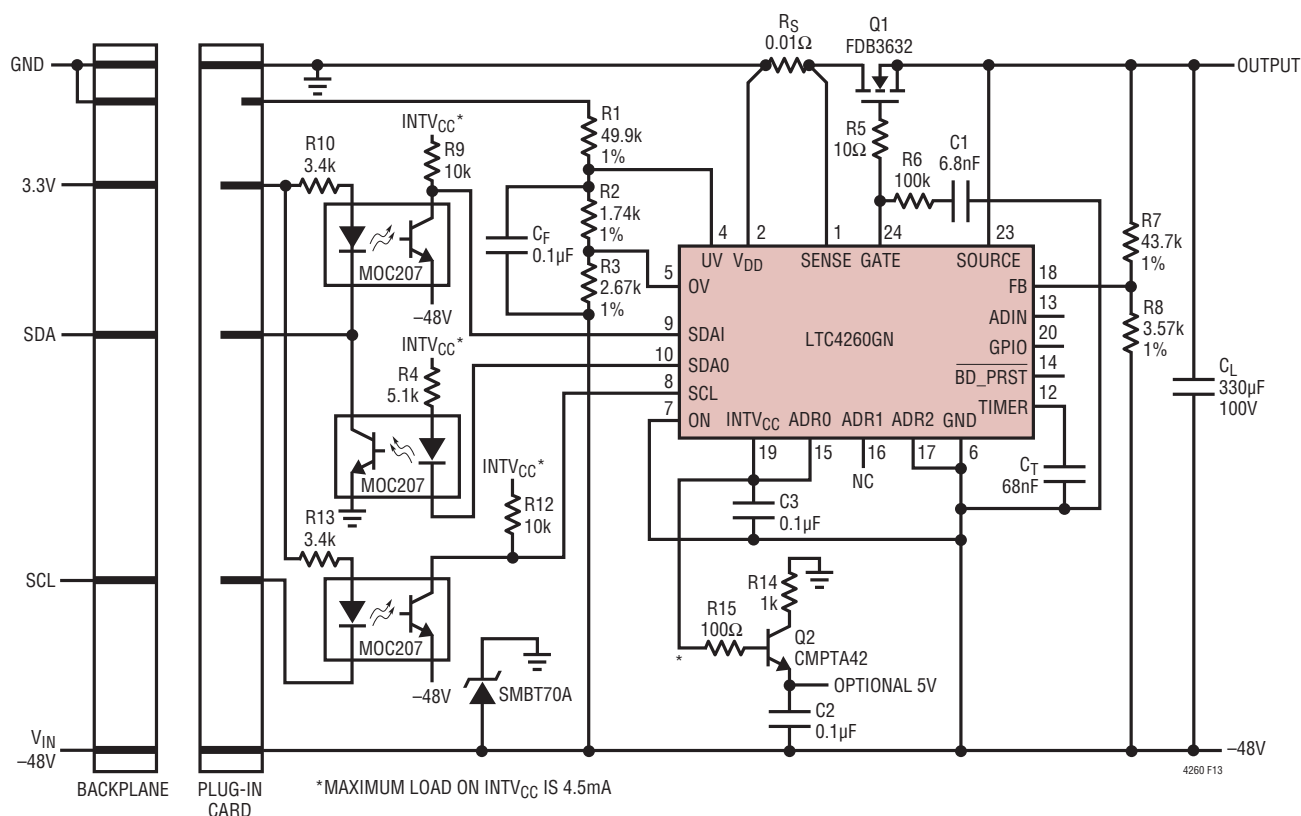 RS
0.01Ω
Q1
FDB3632
GND
OUTPUT
INTVCC*
R9
10k
R10
3.4k
3.3V
MOC207
–48V
R1
49.9k
1%
R2
1.74k
1%
R3
2.67k
1%
CF
0.1µF
R5
10Ω
R6
100k
C1
6.8nF
R7
43.7k
1%
R8
3.57k
1%
CL
330µF
100V
4
2
1
24
23
UV
VDD
SENSE
GATE
SOURCE
5
OV
18
FB
13
ADIN
9
SDAI
LTC4260GN
20
GPIO
10
SDA0
14
BD_PRST
8
SCL
12
TIMER
7
ON
INTVCC
ADR0
ADR1
ADR2
GND
19
15
16
17
6
NC
CT
68nF
C3
0.1µF
SDA
INTVCC*
R4
5.1k
MOC207
INTVCC*
R12
10k
R13
3.4k
SCL
MOC207
–48V
SMBT70A
R14
1k
R15
100Ω
*
Q2
CMPTA42
OPTIONAL 5V
C2
0.1µF
VIN
–48V
–48V
4260 F13
BACKPLANE
PLUG-IN
CARD
*MAXIMUM LOAD ON INTVCC IS 4.5mA